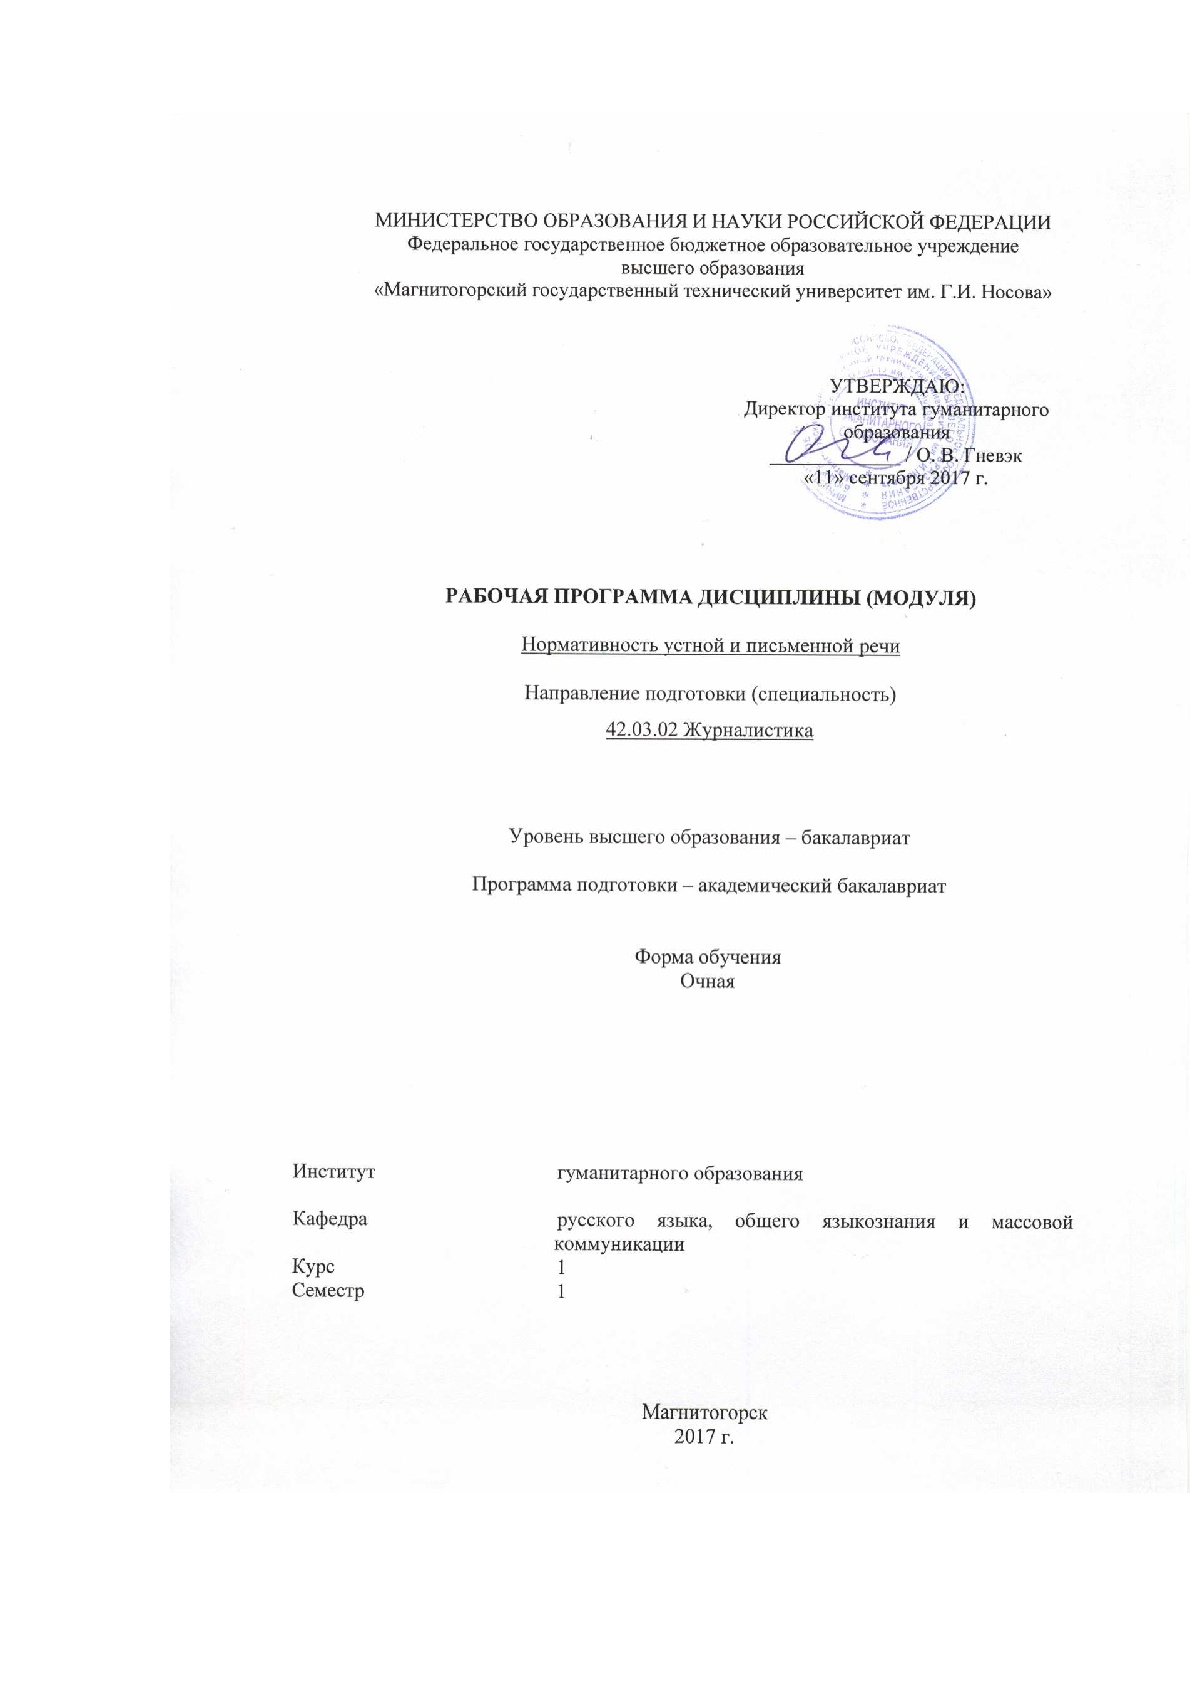 МИНИСТЕРСТВО ОБРАЗОВАНИЯ И НАУКИ РОССИЙСКОЙ ФЕДЕРАЦИИ
Федеральное государственное бюджетное образовательное учреждение
высшего образования
«Магнитогорский государственный технический университет им. Г.И. Носова»
УТВЕРЖДАЮ:
Директор института гуманитарного
образования
/ О. В. Гневэк
«11» сентября 2017 г.
РАБОЧАЯ ПРОГРАММА ДИСЦИПЛИНЫ (МОДУЛЯ)
Нормативность устной и письменной речи
Направление подготовки (специальность)
42.03.02 Журналистика
Уровень высшего образования – бакалавриат
Программа подготовки – академический бакалавриат
Форма обучения
Очная
Институт гуманитарного образования
Кафедра русского языка, общего языкознания и массовой
коммуникации
Курс 1
Семестр 1
Магнитогорск
2017 г.